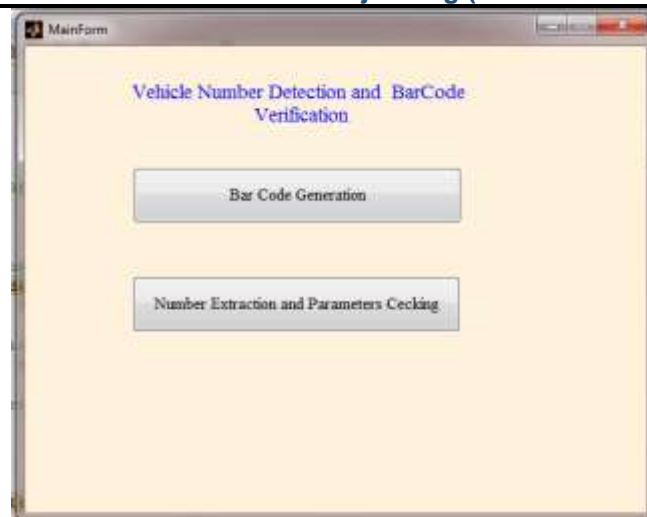 MainForm
Vehicle Number Detection and BarCode
Verification
Bar Code Generation
Number Extraction and Parameters Cecking